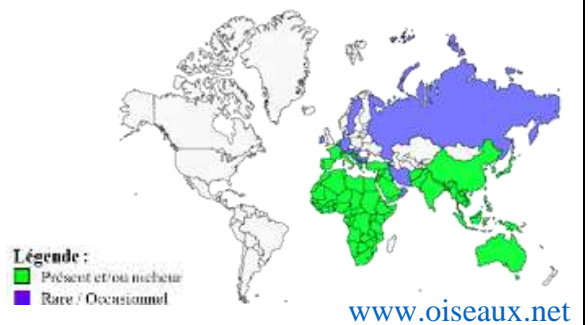 Légende :
Présent et/ou nicheur
Rare / Occasionnel
www.oiseaux.net